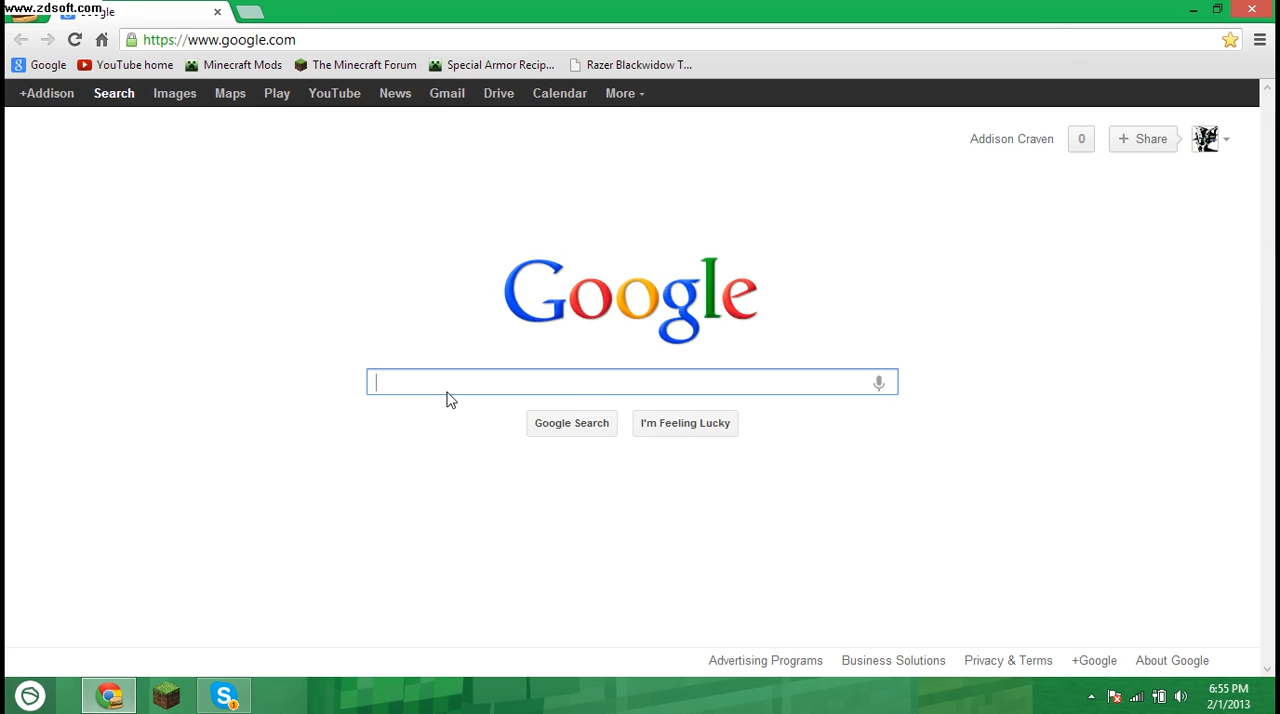 www.zdsoft.com
Google
https://www.google.com
Google YouTube home Minecraft Mods The Minecraft Forum Special Armor Recip... Razer Blackwidow T...
+Addison Search Images Maps Play YouTube News Gmail Drive Calendar More
Addison Craven 0 + Share
Google
Google Search I'm Feeling Lucky
Advertising Programs Business Solutions Privacy & Terms +Google About Google
6:55 PM
2/1/2013